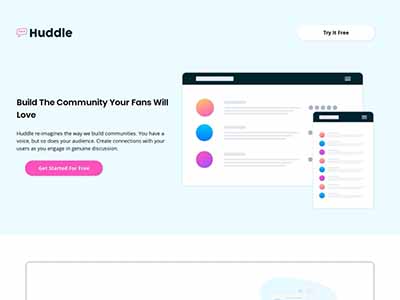 Huddle
Try It Free
Build The Community Your Fans Will
Love
Huddle re-imagines the way we build communities. You have a
voice, but so does your audience. Create connections with your
users as you engage in genuine discussion.
Get Started For Free